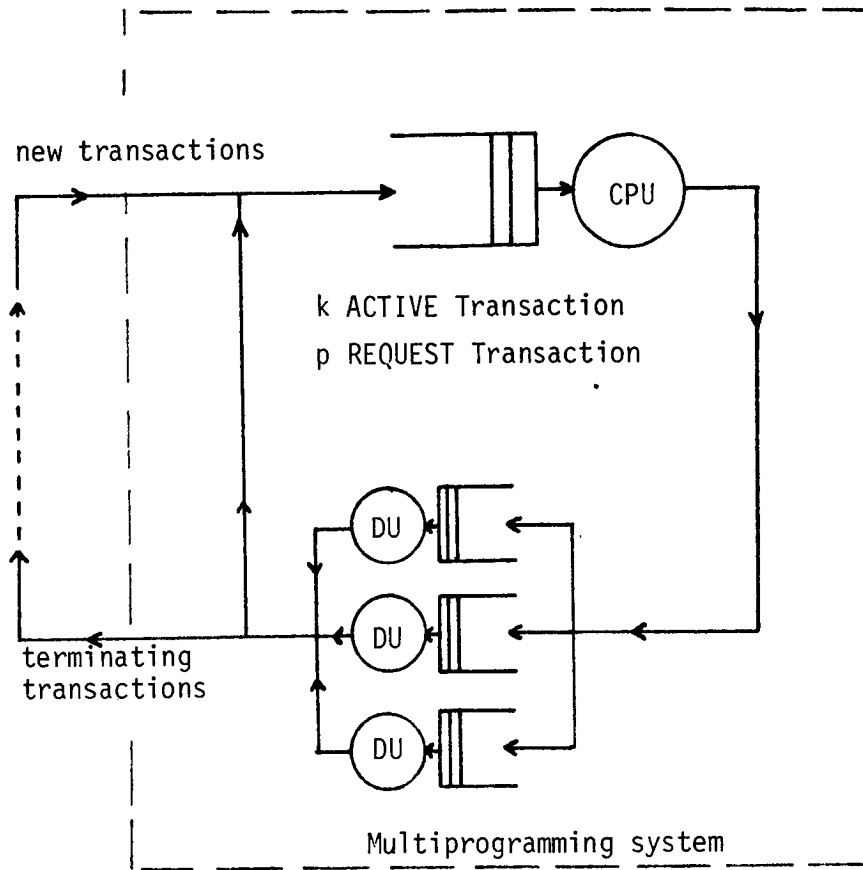 new transactions
CPU
k ACTIVE Transaction
p REQUEST Transaction
DU
DU
DU
terminating
transactions
Multiprogramming system